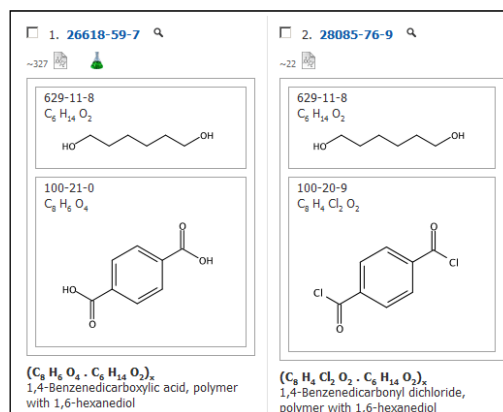 1. 26618-59-7
~327
629-11-8
C6 H14 O2
HO OH
100-21-0
C8 H6 O4
O
OH
HO
O
(C8 H6 O4 . C6 H14 O2)x
1,4-Benzenedicarboxylic acid, polymer
with 1,6-hexanediol
2. 28085-76-9
~22
629-11-8
C6 H14 O2
HO OH
100-20-9
C8 H4 Cl2 O2
O
Cl
Cl
O
(C8 H4 Cl2 O2 . C6 H14 O2)x
1,4-Benzenedicarbonyl dichloride,
polymer with 1,6-hexanediol